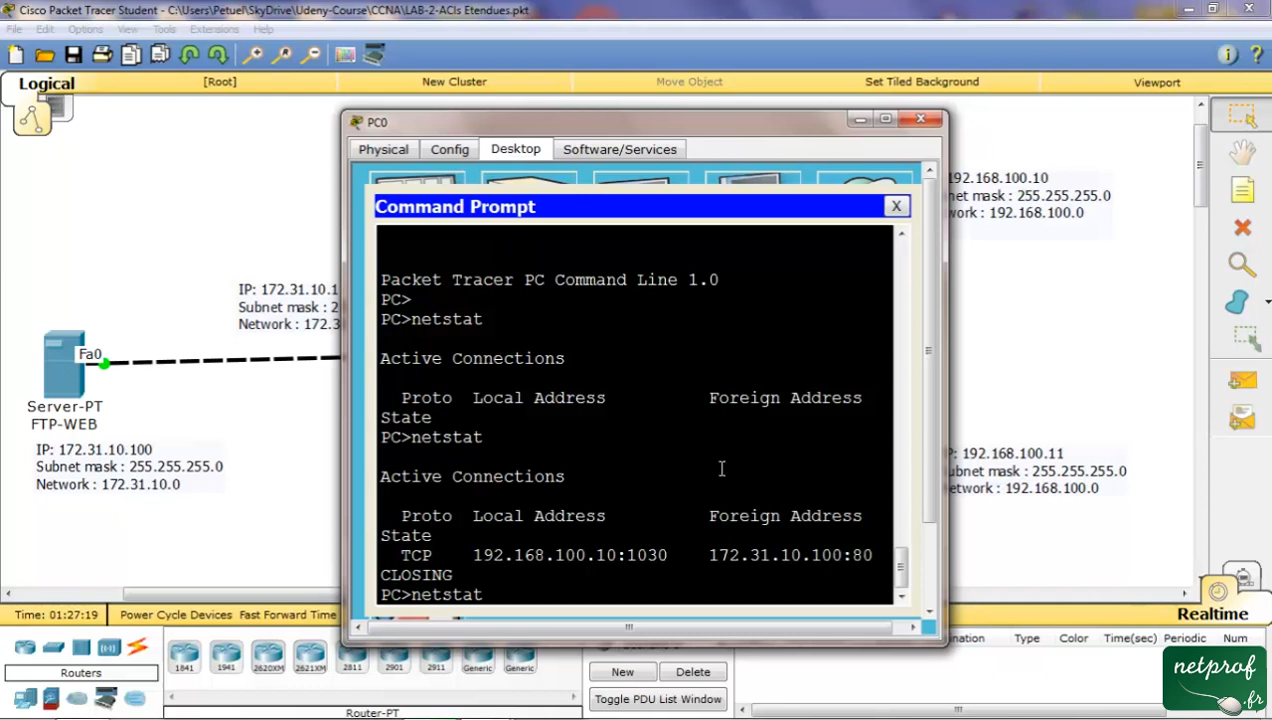 Cisco Packet Tracer Student - C:\Users\Petuel\SkyDrive\Udeny-Course\CCNA\LAB-2-ACIs Etendues.pkt
File Edit Options View Tools Extensions Help
Logical [Root] New Cluster Move Object Set Tiled Background Viewport
PC0
Physical Config Desktop Software/Services
Command Prompt X
Packet Tracer PC Command Line 1.0
PC>
PC>netstat
Active Connections
Proto Local Address Foreign Address
State
PC>netstat
Active Connections
Proto Local Address Foreign Address
State
TCP 192.168.100.10:1030 172.31.10.100:80
CLOSING
PC>netstat
IP: 172.31.10.1
Subnet mask : 2
Network : 172.3
Fa0
Server-PT
FTP-WEB
IP: 172.31.10.100
Subnet mask : 255.255.255.0
Network : 172.31.10.0
192.168.100.10
net mask : 255.255.255.0
work : 192.168.100.0
P: 192.168.100.11
ubnet mask : 255.255.255.0
etwork : 192.168.100.0
Time: 01:27:19 Power Cycle Devices Fast Forward Time Realtime
Routers
1841 1941 2620XM 2621XM 2811 2901 2911 Generic Generic
Router-PT
New Delete
Toggle PDU List Window
ination Type Color Time(sec) Periodic Num
netprof
.fr